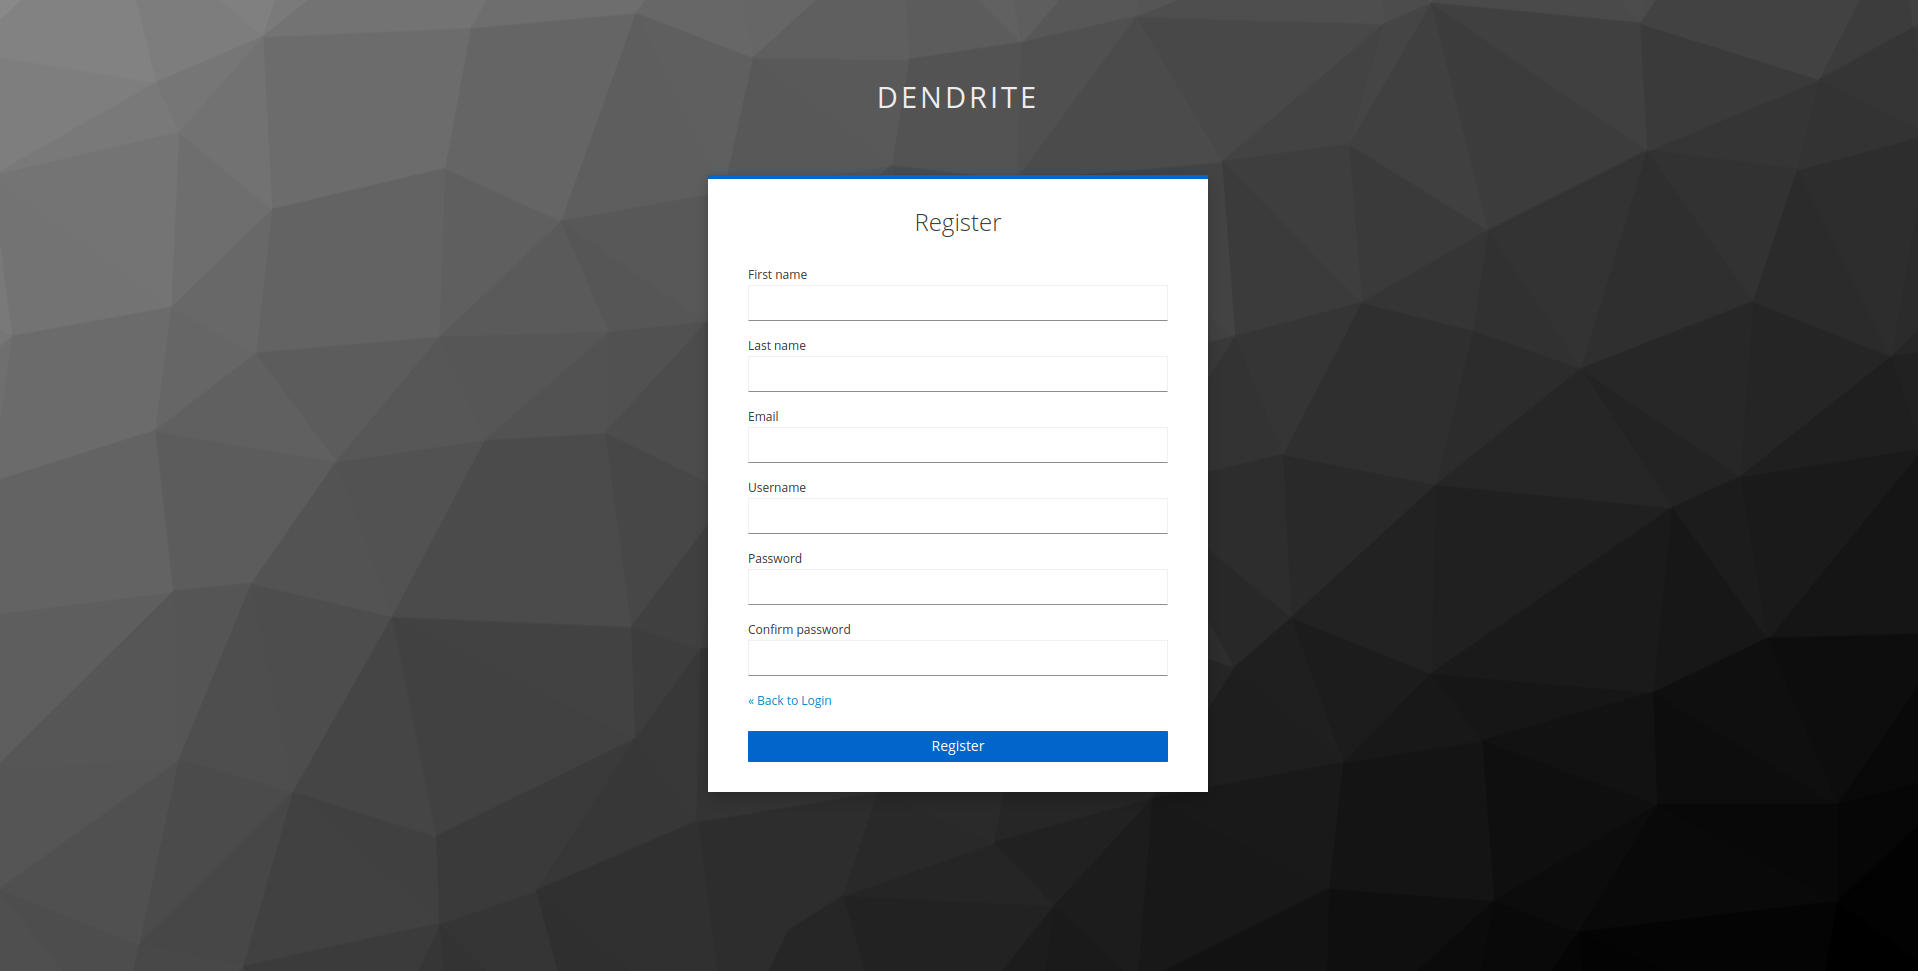 DENDRITE
Register
First name
Last name
Email
Username
Password
Confirm password
« Back to Login
Register